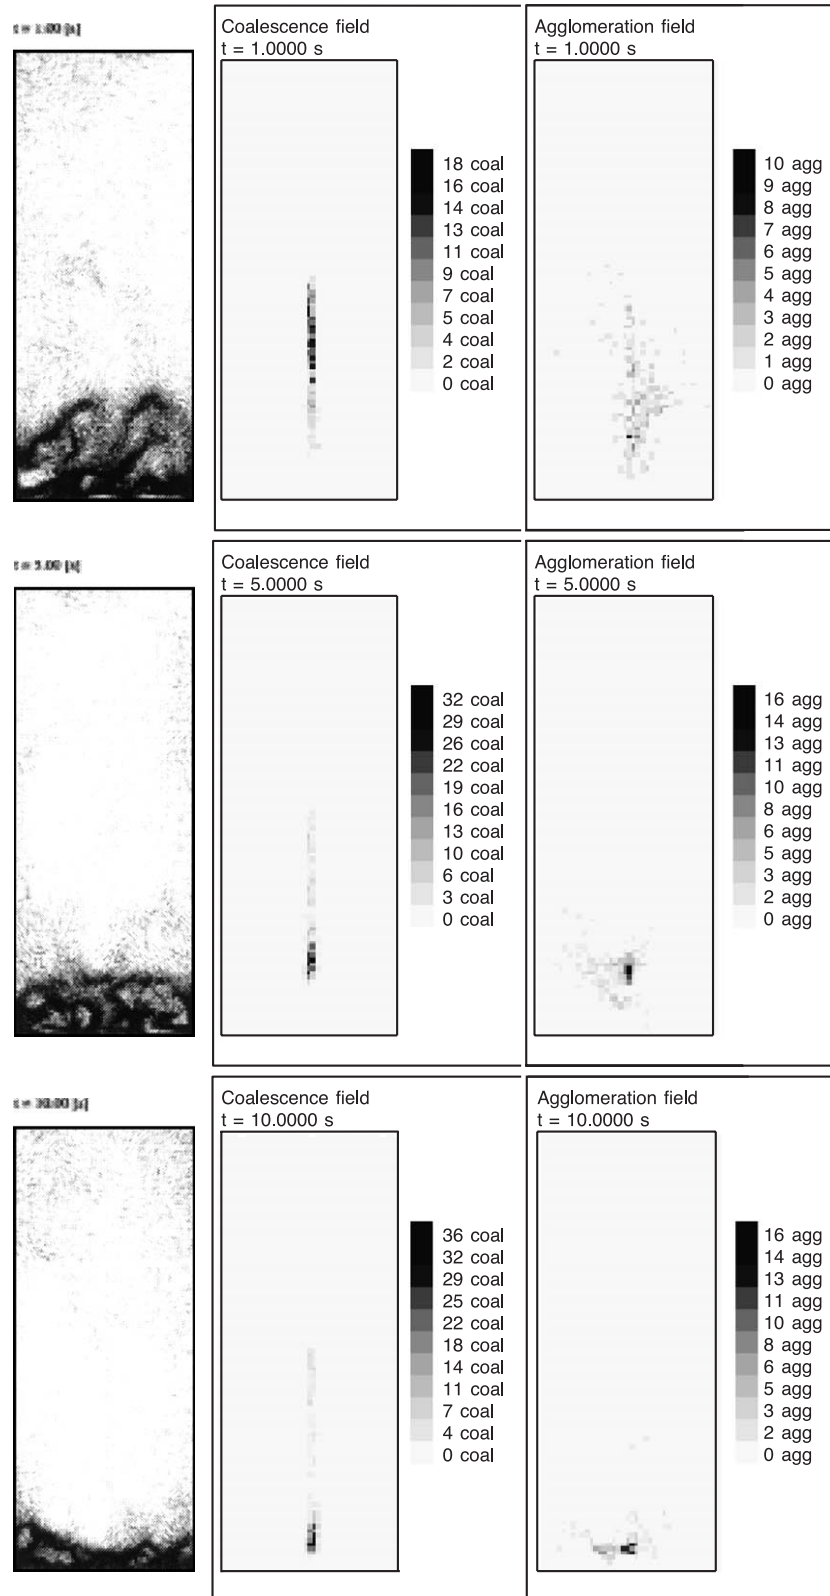 Coalescence field
t = 1.0000 s
18 coal
16 coal
14 coal
13 coal
11 coal
9 coal
7 coal
5 coal
4 coal
2 coal
0 coal
Agglomeration field
t = 1.0000 s
10 agg
9 agg
8 agg
7 agg
6 agg
5 agg
4 agg
3 agg
2 agg
1 agg
0 agg
Coalescence field
t = 5.0000 s
32 coal
29 coal
26 coal
22 coal
19 coal
16 coal
13 coal
10 coal
6 coal
3 coal
0 coal
Agglomeration field
t = 5.0000 s
16 agg
14 agg
13 agg
11 agg
10 agg
8 agg
6 agg
5 agg
3 agg
2 agg
0 agg
Coalescence field
t = 10.0000 s
36 coal
32 coal
29 coal
25 coal
22 coal
18 coal
14 coal
11 coal
7 coal
4 coal
0 coal
Agglomeration field
t = 10.0000 s
16 agg
14 agg
13 agg
11 agg
10 agg
8 agg
6 agg
5 agg
3 agg
2 agg
0 agg